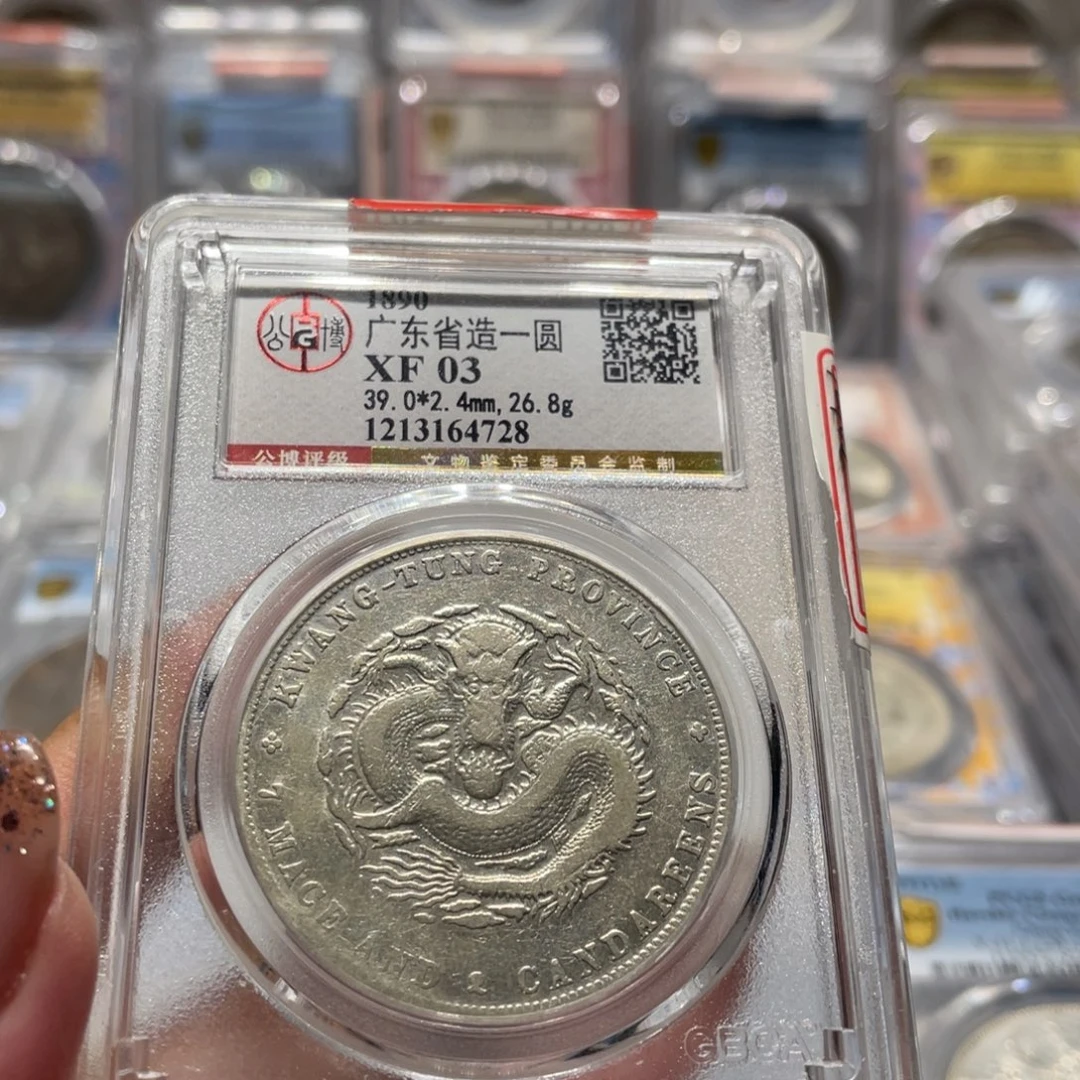 1890
公 G 博
广东省造一圆
XF 03
39.0*2.4mm, 26.8g
1213164728
公博评级
文物鉴定委员会监制
KWANG-TUNG PROVINCE
7 MACE AND 2 CANDAREENS
GBCA